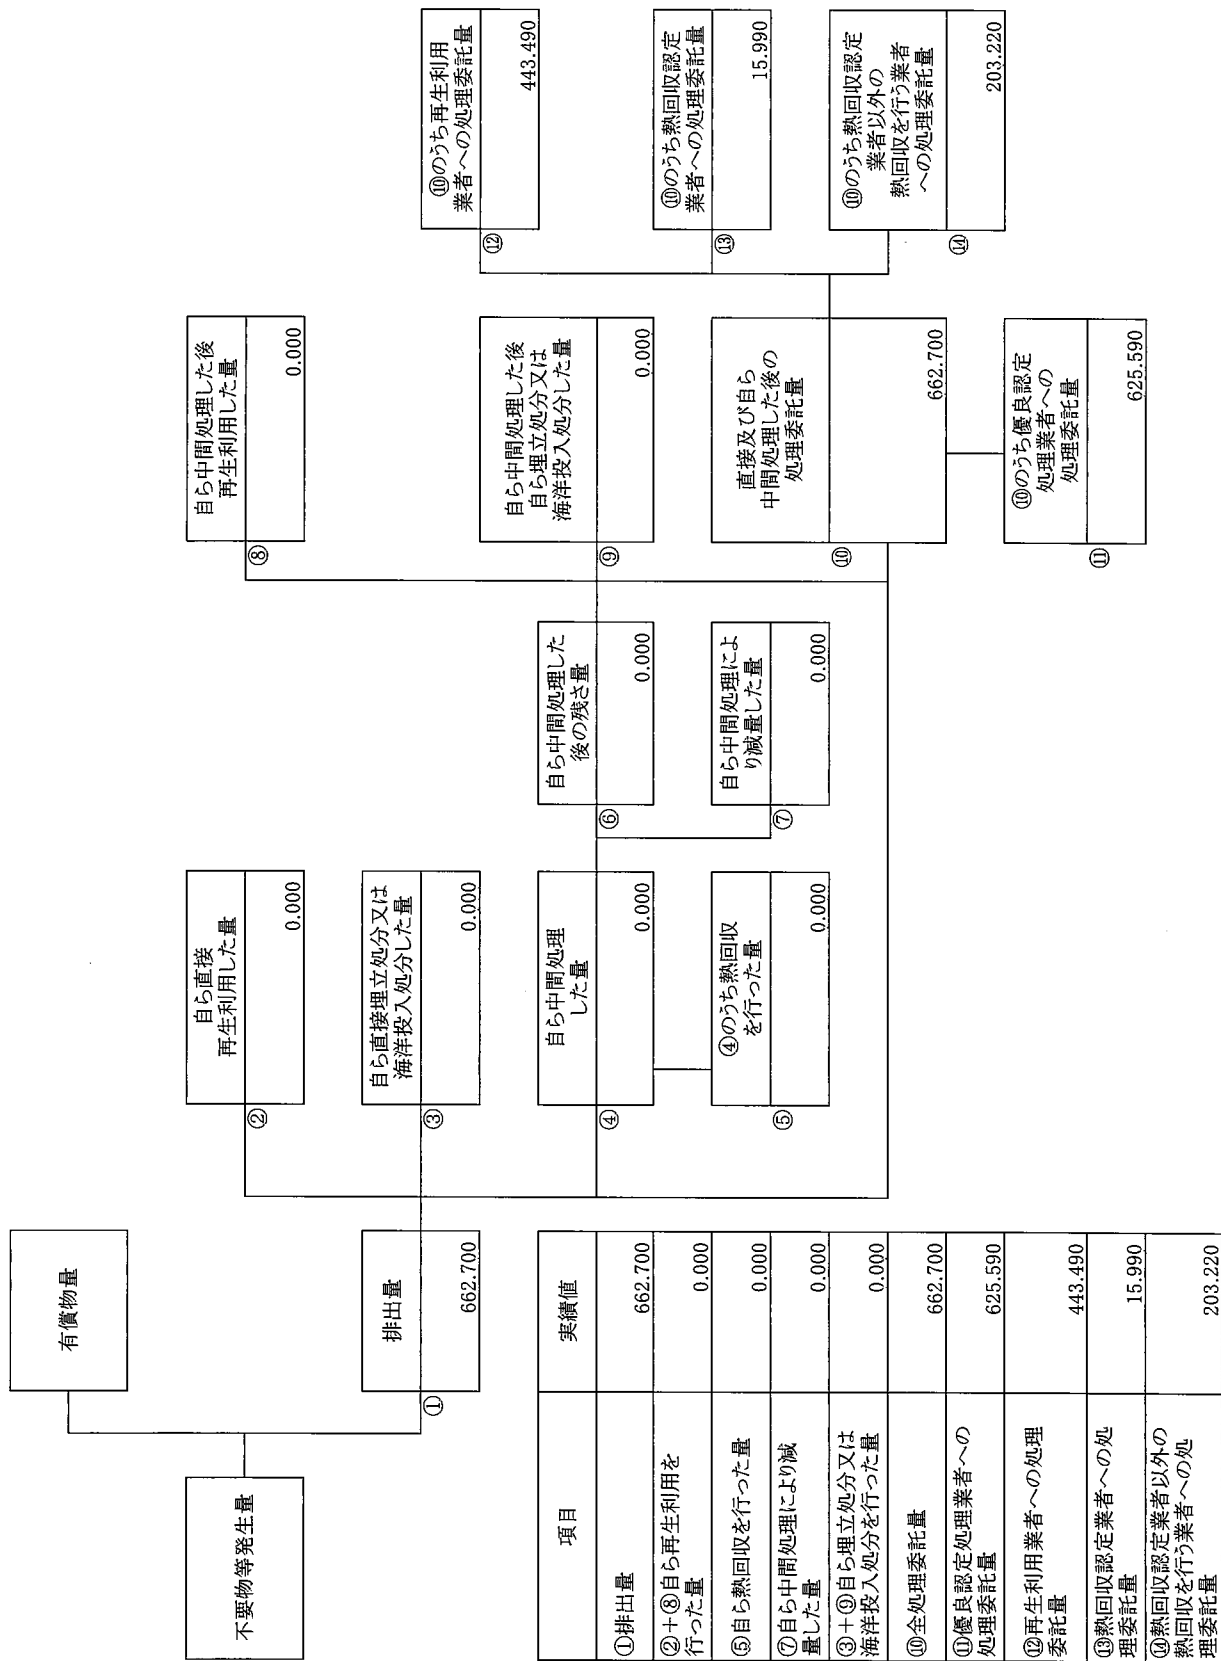 不要物等発生量
有償物量
排出量
①
662.700
自ら直接
再生利用した量
②
0.000
自ら直接埋立処分又は
海洋投入処分した量
③
0.000
自ら中間処理
した量
④
0.000
④のうち熱回収
を行った量
⑤
0.000
自ら中間処理した
後の残さ量
⑥
0.000
自ら中間処理によ
り減量した量
⑦
0.000
自ら中間処理した後
再生利用した量
⑧
0.000
自ら中間処理した後
自ら埋立処分又は
海洋投入処分した量
⑨
0.000
直接及び自ら
中間処理した後の
処理委託量
⑩
662.700
⑩のうち優良認定
処理業者への
処理委託量
⑪
625.590
⑩のうち再生利用
業者への処理委託量
⑫
443.490
⑩のうち熱回収認定
業者への処理委託量
⑬
15.990
⑩のうち熱回収認定
業者以外の
熱回収を行う業者
への処理委託量
⑭
203.220
項目
実績値
①排出量
662.700
②+⑧自ら再生利用を
行った量
0.000
⑤自ら熱回収を行った量
0.000
⑦自ら中間処理により減
量した量
0.000
③+⑨自ら埋立処分又は
海洋投入処分を行った量
0.000
⑩全処理委託量
662.700
⑪優良認定処理業者への
処理委託量
625.590
⑫再生利用業者への処理
委託量
443.490
⑬熱回収認定業者への処
理委託量
15.990
⑭熱回収認定業者以外の
熱回収を行う業者への処
理委託量
203.220